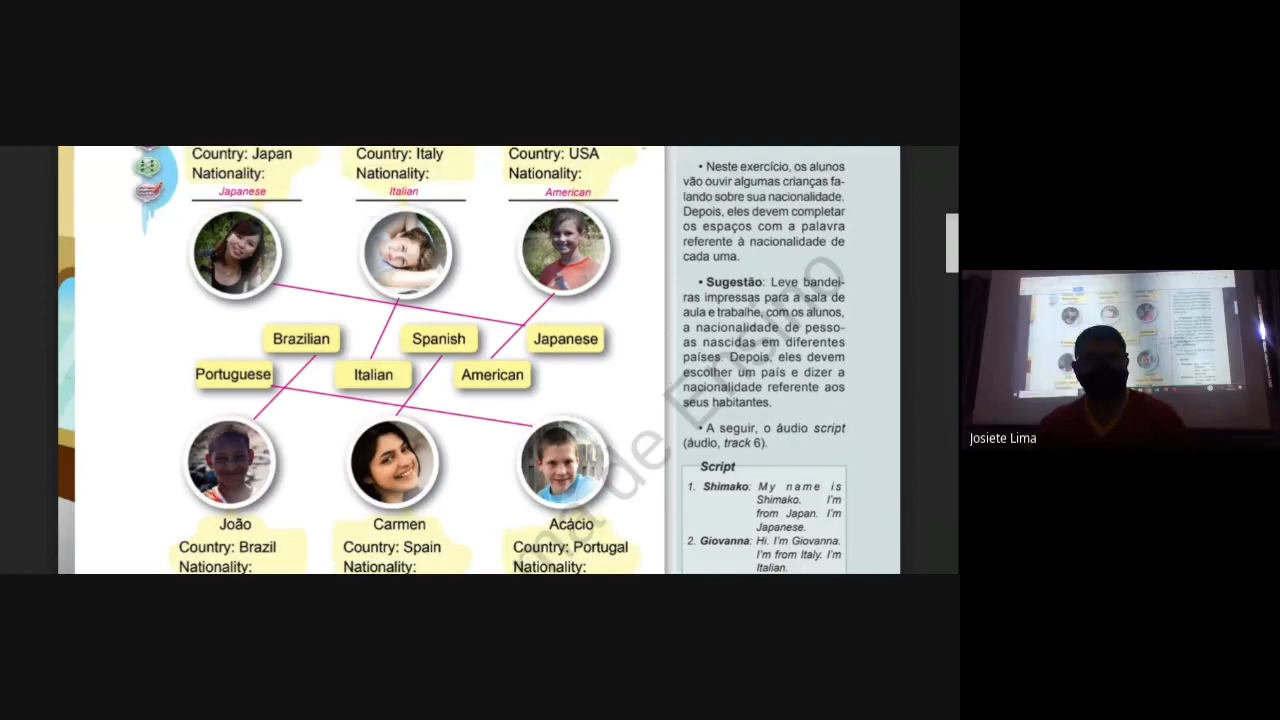 Country: Japan
Nationality:
Japanese
Country: Italy
Nationality:
Italian
Country: USA
Nationality:
American
Brazilian
Spanish
Japanese
Portuguese
Italian
American
João
Country: Brazil
Nationality:
Carmen
Country: Spain
Nationality:
Acácio
Country: Portugal
Nationality:
• Neste exercício, os alunos
vão ouvir algumas crianças fa-
lando sobre sua nacionalidade.
Depois, eles devem completar
os espaços com a palavra
referente à nacionalidade de
cada uma.
• Sugestão: Leve bandei-
ras impressas para a sala de
aula e trabalhe, com os alunos,
a nacionalidade de pesso-
as nascidas em diferentes
países. Depois, eles devem
escolher um país e dizer a
nacionalidade referente aos
seus habitantes.
• A seguir, o áudio script
(áudio, track 6).
Script
1. Shimako: My name is
Shimako. I'm
from Japan. I'm
Japanese.
2. Giovanna: Hi. I'm Giovanna.
I'm from Italy. I'm
Italian.
ma de Ensino
Josiete Lima